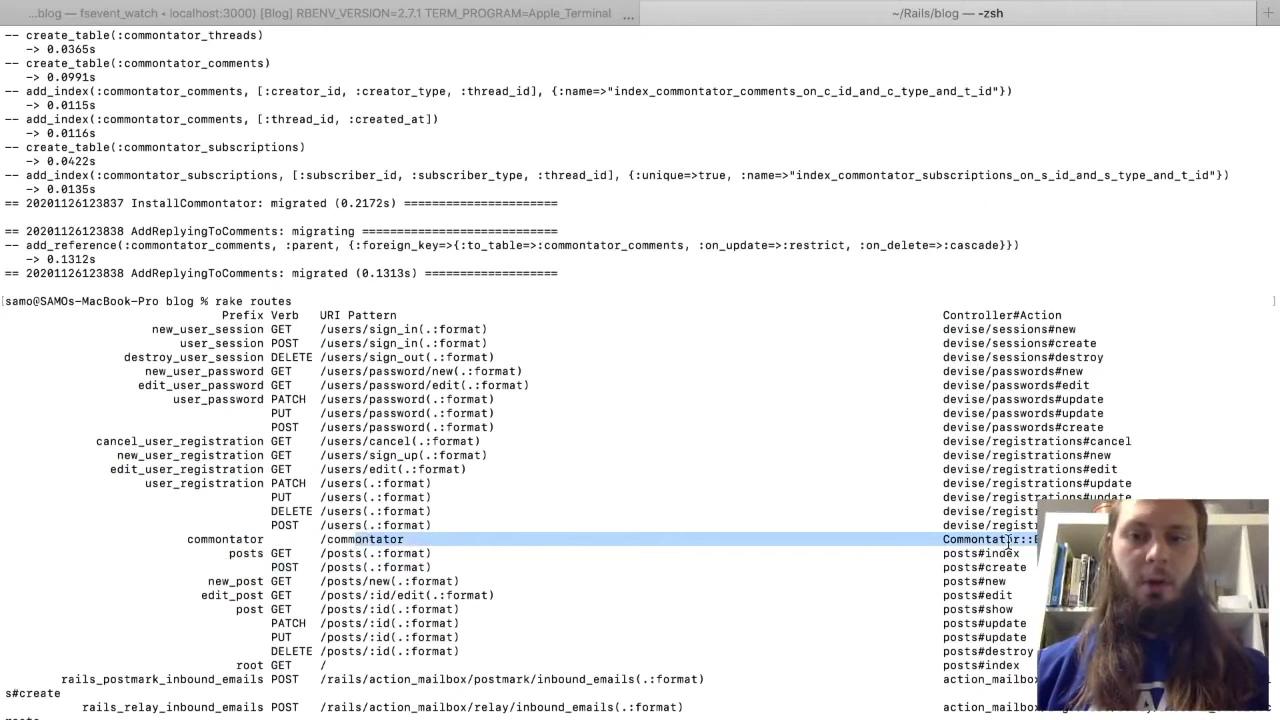 ...blog — fsevent_watch ◂ localhost:3000) [Blog] RBENV_VERSION=2.7.1 TERM_PROGRAM=Apple_Terminal ... ~/Rails/blog — -zsh +
-- create_table(:commontator_threads)
   -> 0.0365s
-- create_table(:commontator_comments)
   -> 0.0991s
-- add_index(:commontator_comments, [:creator_id, :creator_type, :thread_id], {:name=>"index_commontator_comments_on_c_id_and_c_type_and_t_id"})
   -> 0.0115s
-- add_index(:commontator_comments, [:thread_id, :created_at])
   -> 0.0116s
-- create_table(:commontator_subscriptions)
   -> 0.0422s
-- add_index(:commontator_subscriptions, [:subscriber_id, :subscriber_type, :thread_id], {:unique=>true, :name=>"index_commontator_subscriptions_on_s_id_and_s_type_and_t_id"})
   -> 0.0135s
== 20201126123837 InstallCommontator: migrated (0.2172s) ======================
== 20201126123838 AddReplyingToComments: migrating ============================
-- add_reference(:commontator_comments, :parent, {:foreign_key=>{:to_table=>:commontator_comments, :on_update=>:restrict, :on_delete=>:cascade}})
   -> 0.1312s
== 20201126123838 AddReplyingToComments: migrated (0.1313s) ===================
[samo@SAMOs-MacBook-Pro blog % rake routes ]
Prefix Verb URI Pattern Controller#Action
new_user_session GET /users/sign_in(.:format) devise/sessions#new
user_session POST /users/sign_in(.:format) devise/sessions#create
destroy_user_session DELETE /users/sign_out(.:format) devise/sessions#destroy
new_user_password GET /users/password/new(.:format) devise/passwords#new
edit_user_password GET /users/password/edit(.:format) devise/passwords#edit
user_password PATCH /users/password(.:format) devise/passwords#update
PUT /users/password(.:format) devise/passwords#update
POST /users/password(.:format) devise/passwords#create
cancel_user_registration GET /users/cancel(.:format) devise/registrations#cancel
new_user_registration GET /users/sign_up(.:format) devise/registrations#new
edit_user_registration GET /users/edit(.:format) devise/registrations#edit
user_registration PATCH /users(.:format) devise/registrations#update
PUT /users(.:format) devise/registrations#update
DELETE /users(.:format) devise/regist
POST /users(.:format) devise/regist
commontator /commontator Commontator::
posts GET /posts(.:format) posts#index
POST /posts(.:format) posts#create
new_post GET /posts/new(.:format) posts#new
edit_post GET /posts/:id/edit(.:format) posts#edit
post GET /posts/:id(.:format) posts#show
PATCH /posts/:id(.:format) posts#update
PUT /posts/:id(.:format) posts#update
DELETE /posts/:id(.:format) posts#destroy
root GET / posts#index
rails_postmark_inbound_emails POST /rails/action_mailbox/postmark/inbound_emails(.:format) action_mailbox
s#create
rails_relay_inbound_emails POST /rails/action_mailbox/relay/inbound_emails(.:format) action_mailbox